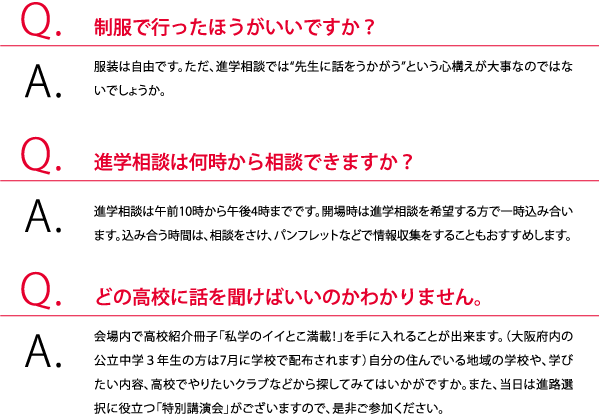 Q. 制服で行ったほうがいいですか？
A. 服装は自由です。ただ、進学相談では“先生に話をうかがう”という心構えが大事なのではな
いでしょうか。
Q. 進学相談は何時から相談できますか？
A. 進学相談は午前10時から午後4時までです。開場時は進学相談を希望する方で一時込み合い
ます。込み合う時間は、相談をさけ、パンフレットなどで情報収集をすることもおすすめします。
Q. どの高校に話を聞けばいいのかわかりません。
A. 会場内で高校紹介冊子「私学のイイとこ満載！」を手に入れることが出来ます。（大阪府内の
公立中学３年生の方は7月に学校で配布されます）自分の住んでいる地域の学校や、学び
たい内容、高校でやりたいクラブなどから探してみてはいかがですか。また、当日は進路選
択に役立つ「特別講演会」がございますので、是非ご参加ください。